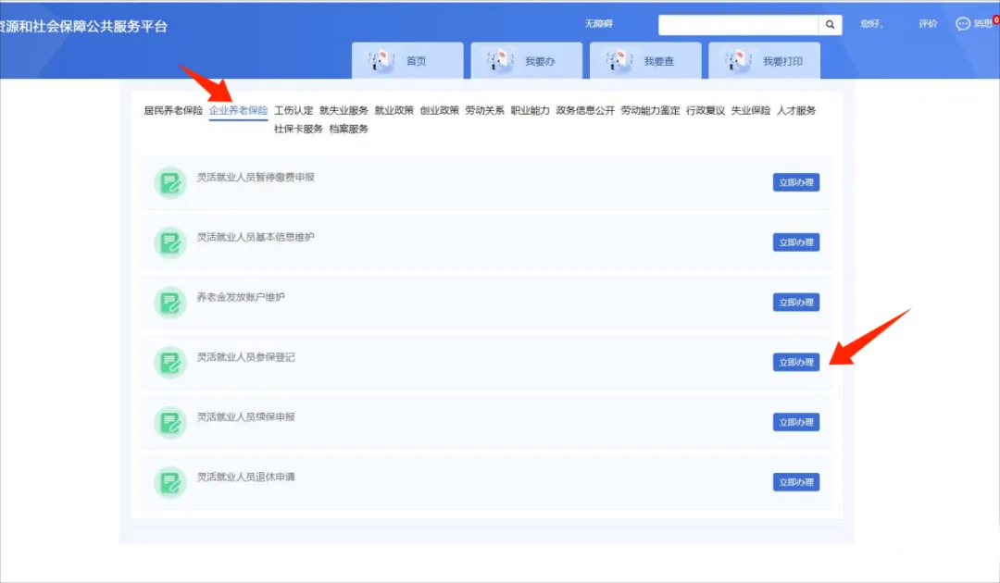 资源和社会保障公共服务平台
无障碍
您好,
评价
消息 0
首页
我要办
我要查
我要打印
居民养老保险 企业养老保险 工伤认定 就失业服务 就业政策 创业政策 劳动关系 职业能力 政务信息公开 劳动能力鉴定 行政复议 失业保险 人才服务
社保卡服务 档案服务
灵活就业人员暂停缴费申报
立即办理
灵活就业人员基本信息维护
立即办理
养老金发放账户维护
立即办理
灵活就业人员参保登记
立即办理
灵活就业人员续保申报
立即办理
灵活就业人员退休申请
立即办理